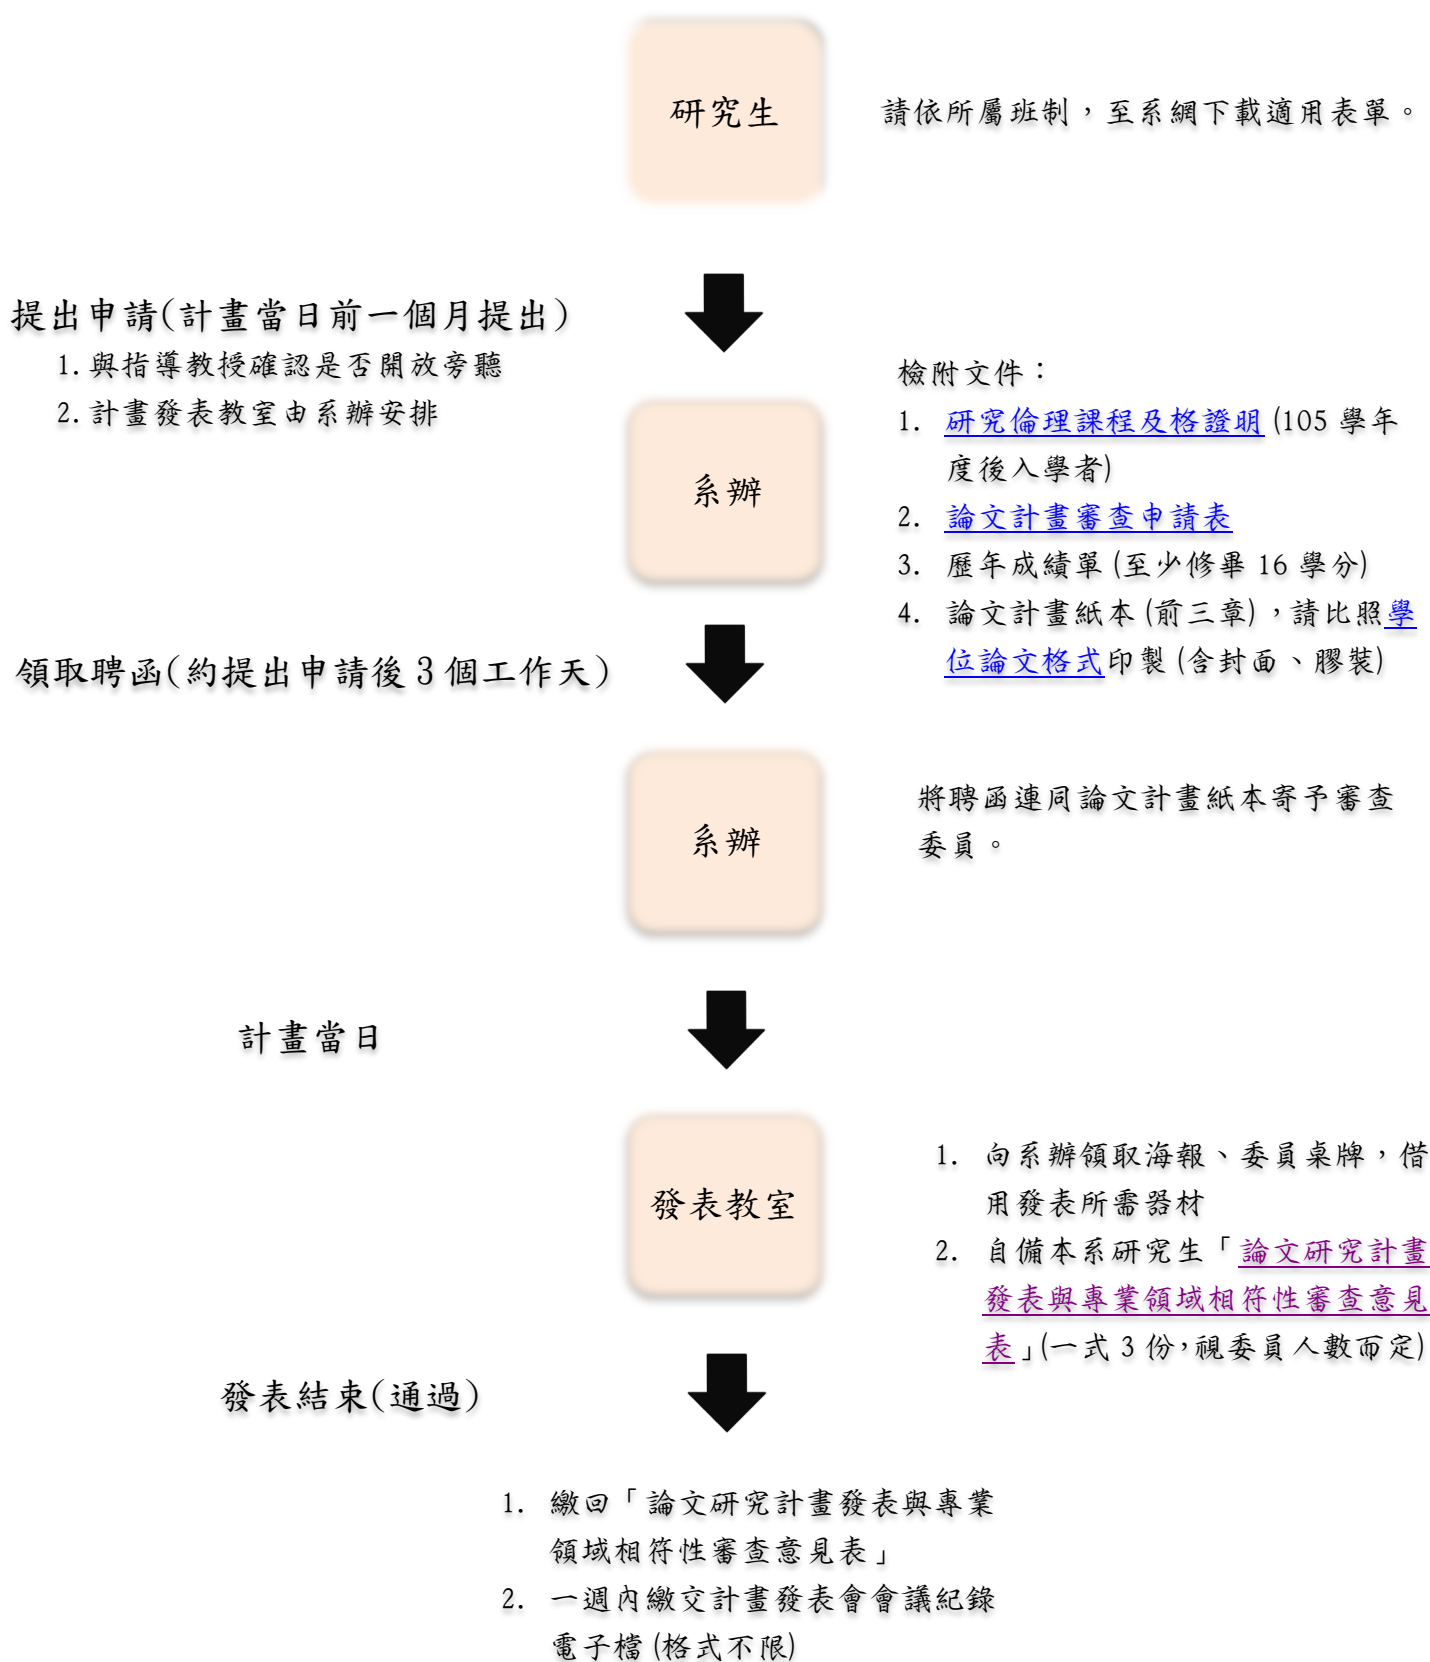 研究生
請依所屬班制，至系網下載適用表單。
提出申請(計畫當日前一個月提出)
1.與指導教授確認是否開放旁聽
2.計畫發表教室由系辦安排
系辦
檢附文件：
1. 研究倫理課程及格證明(105 學年
度後入學者)
2. 論文計畫審查申請表
3. 歷年成績單(至少修畢 16 學分)
4. 論文計畫紙本(前三章)，請比照學
位論文格式印製(含封面、膠裝)
領取聘函(約提出申請後 3 個工作天)
系辦
將聘函連同論文計畫紙本寄予審查
委員。
計畫當日
發表教室
1. 向系辦領取海報、委員桌牌，借
用發表所需器材
2. 自備本系研究生「論文研究計畫
發表與專業領域相符性審查意見
表」(一式 3 份,視委員人數而定)
發表結束(通過)
1. 繳回「論文研究計畫發表與專業
領域相符性審查意見表」
2. 一週內繳交計畫發表會會議紀錄
電子檔(格式不限)